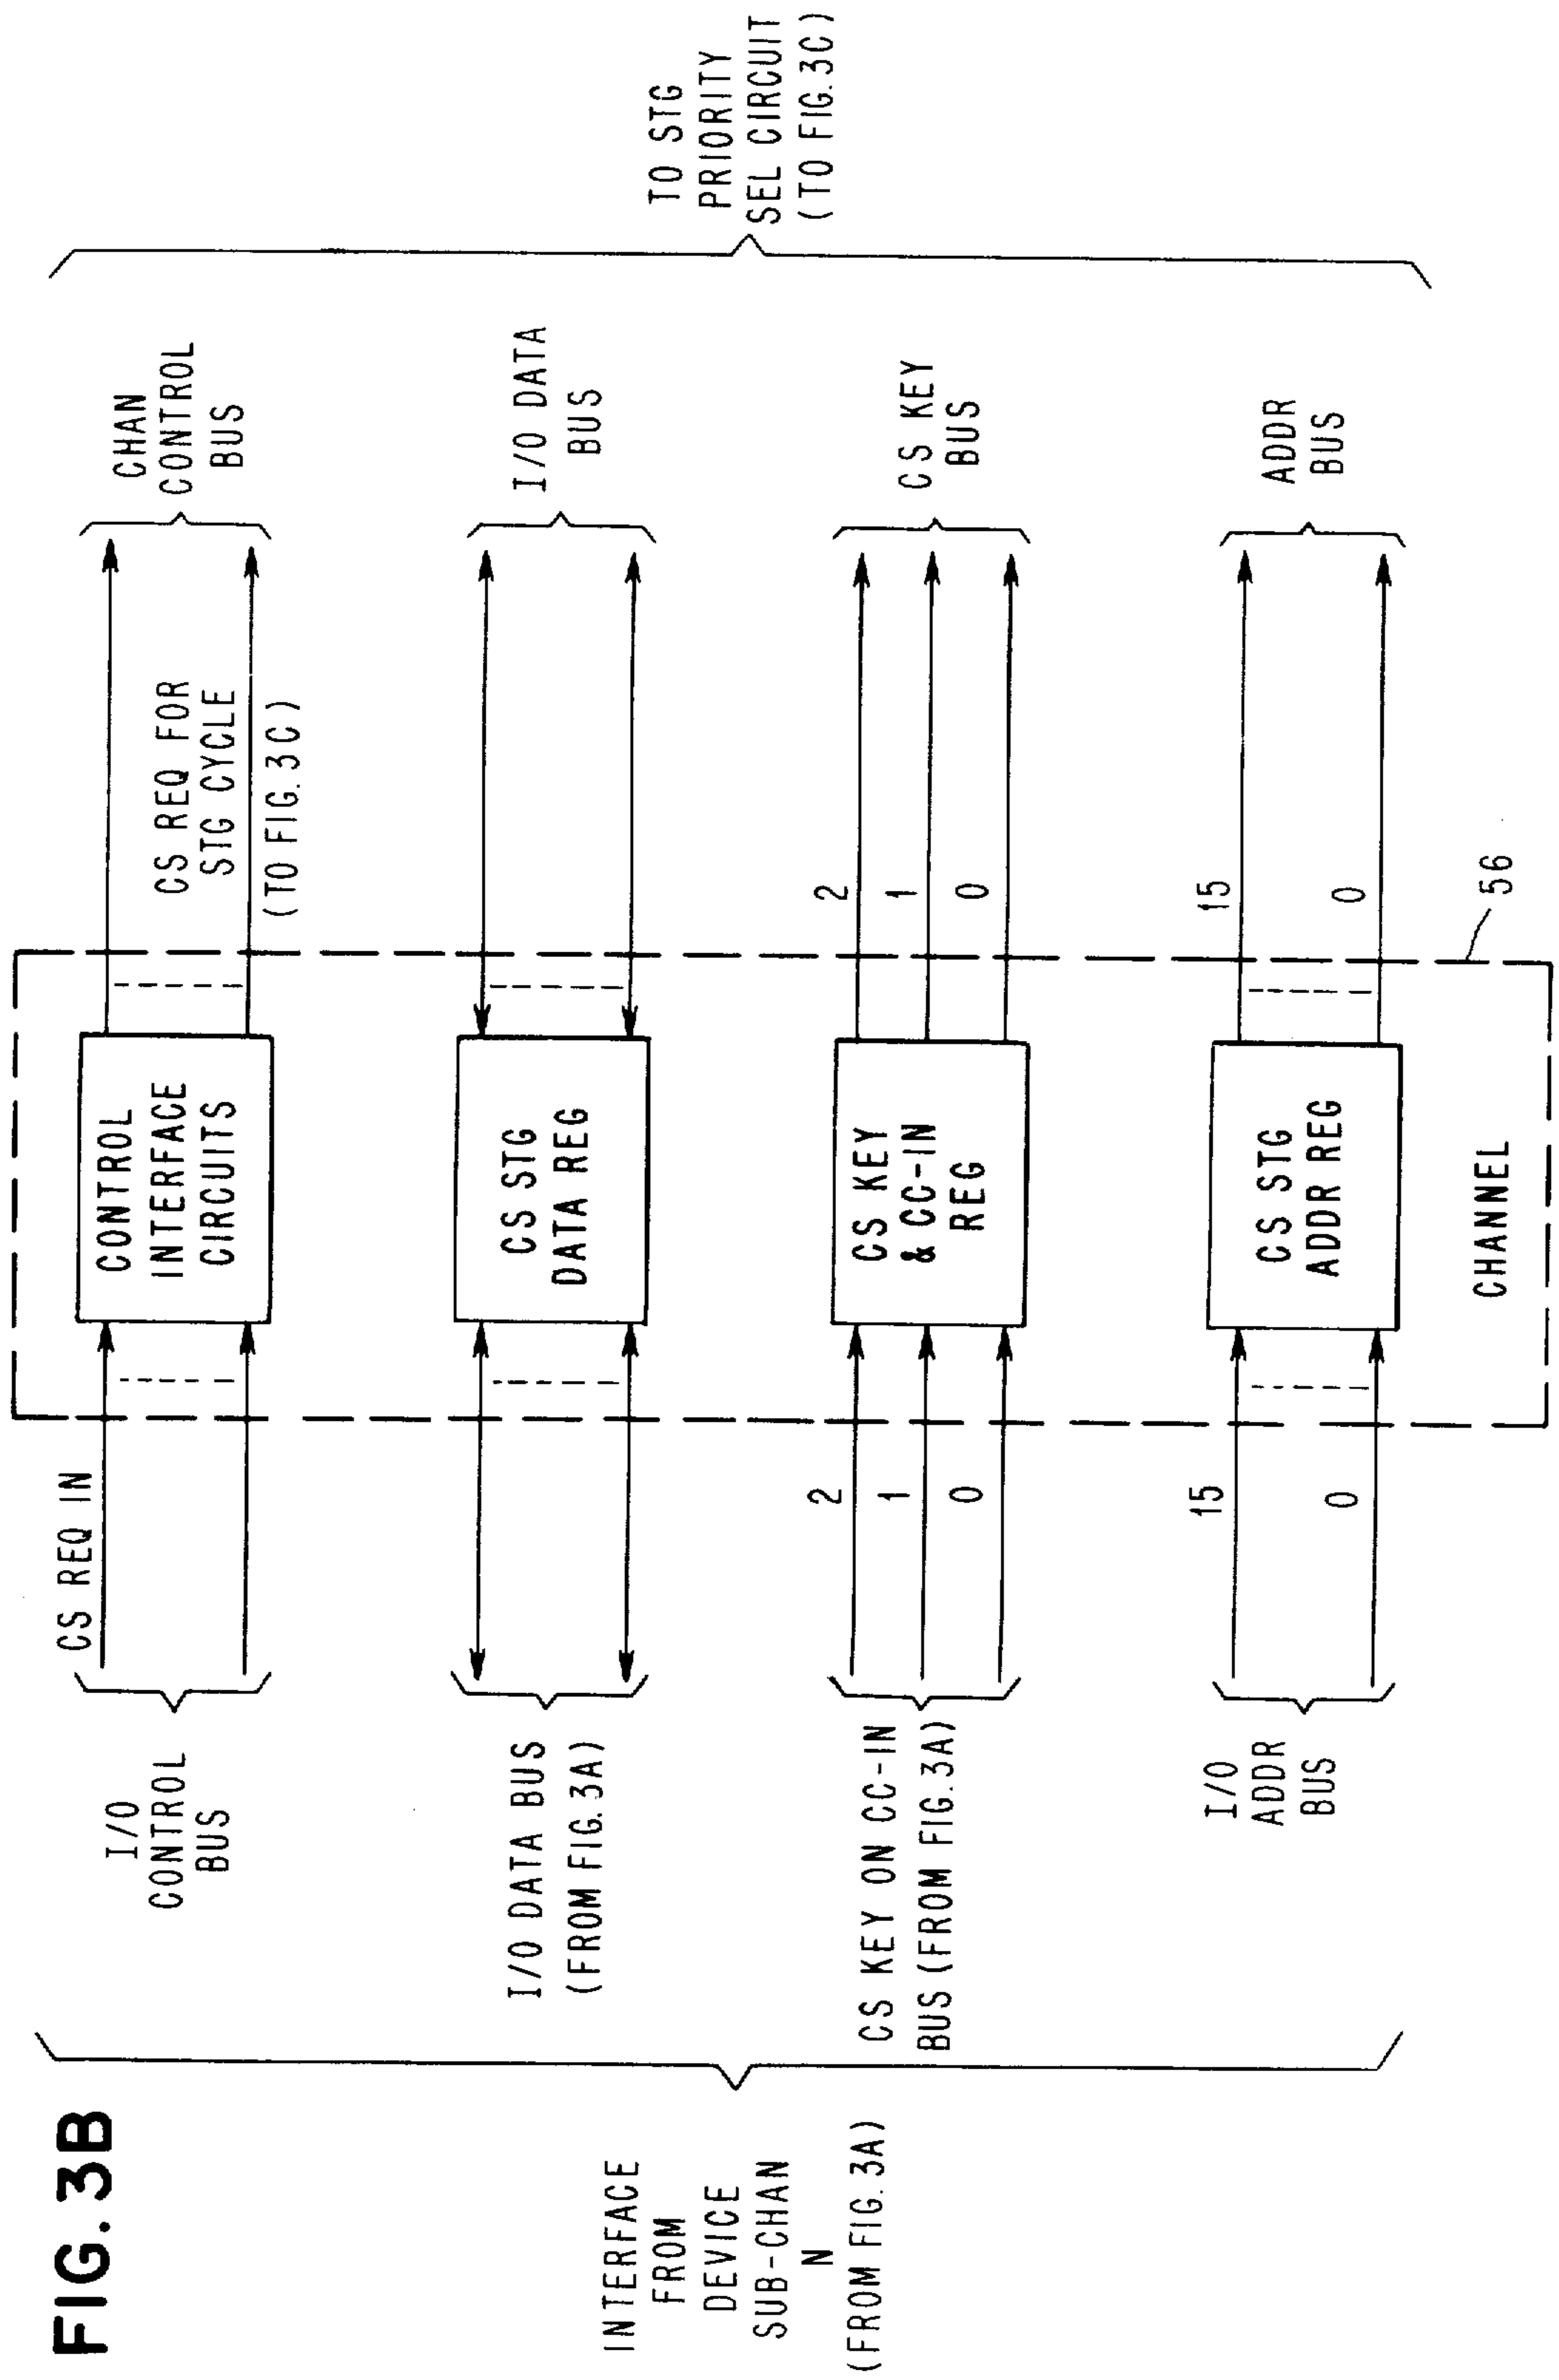 FIG. 3B
INTERFACE
FROM
DEVICE
SUB-CHAN
N
(FROM FIG. 3A)
I/O
CONTROL
BUS
CS REQ IN
CONTROL
INTERFACE
CIRCUITS
CS REQ FOR
STG CYCLE
(TO FIG. 3C)
CHAN
CONTROL
BUS
I/O DATA BUS
(FROM FIG. 3A)
CS STG
DATA REG
I/O DATA
BUS
CS KEY ON CC-IN
BUS (FROM FIG. 3A)
2
1
0
CS KEY
& CC-IN
REG
2
1
0
CS KEY
BUS
I/O
ADDR
BUS
15
0
CS STG
ADDR REG
15
0
ADDR
BUS
CHANNEL
56
TO STG
PRIORITY
SEL CIRCUIT
(TO FIG. 3C)